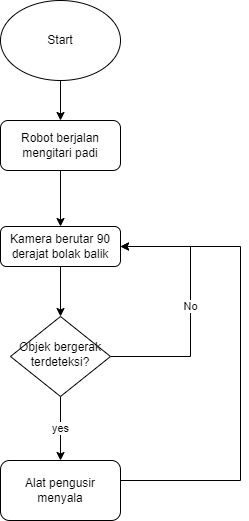 Start
Robot berjalan
mengitari padi
Kamera berutar 90
derajat bolak balik
Objek bergerak
terdeteksi?
No
yes
Alat pengusir
menyala